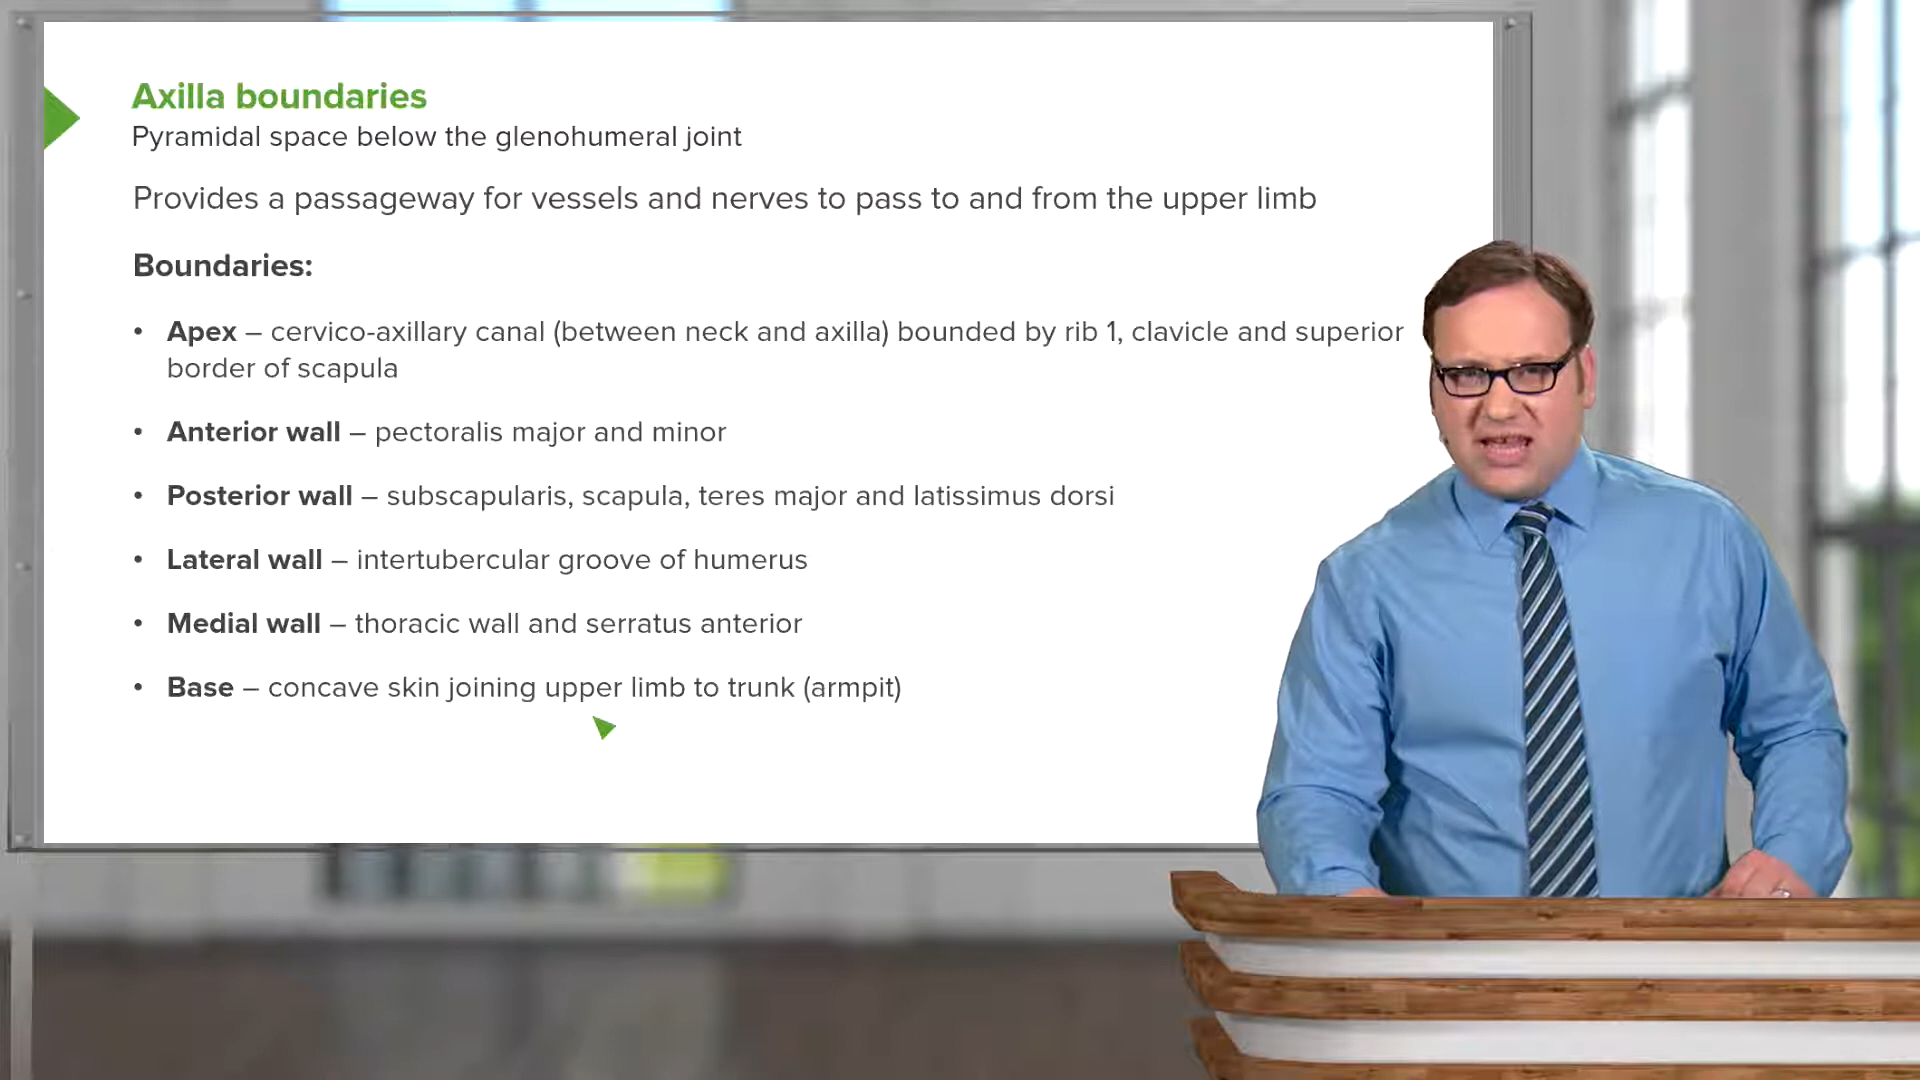 Axilla boundaries
Pyramidal space below the glenohumeral joint
Provides a passageway for vessels and nerves to pass to and from the upper limb
Boundaries:
• Apex – cervico-axillary canal (between neck and axilla) bounded by rib 1, clavicle and superior
border of scapula
• Anterior wall – pectoralis major and minor
• Posterior wall – subscapularis, scapula, teres major and latissimus dorsi
• Lateral wall – intertubercular groove of humerus
• Medial wall – thoracic wall and serratus anterior
• Base – concave skin joining upper limb to trunk (armpit)